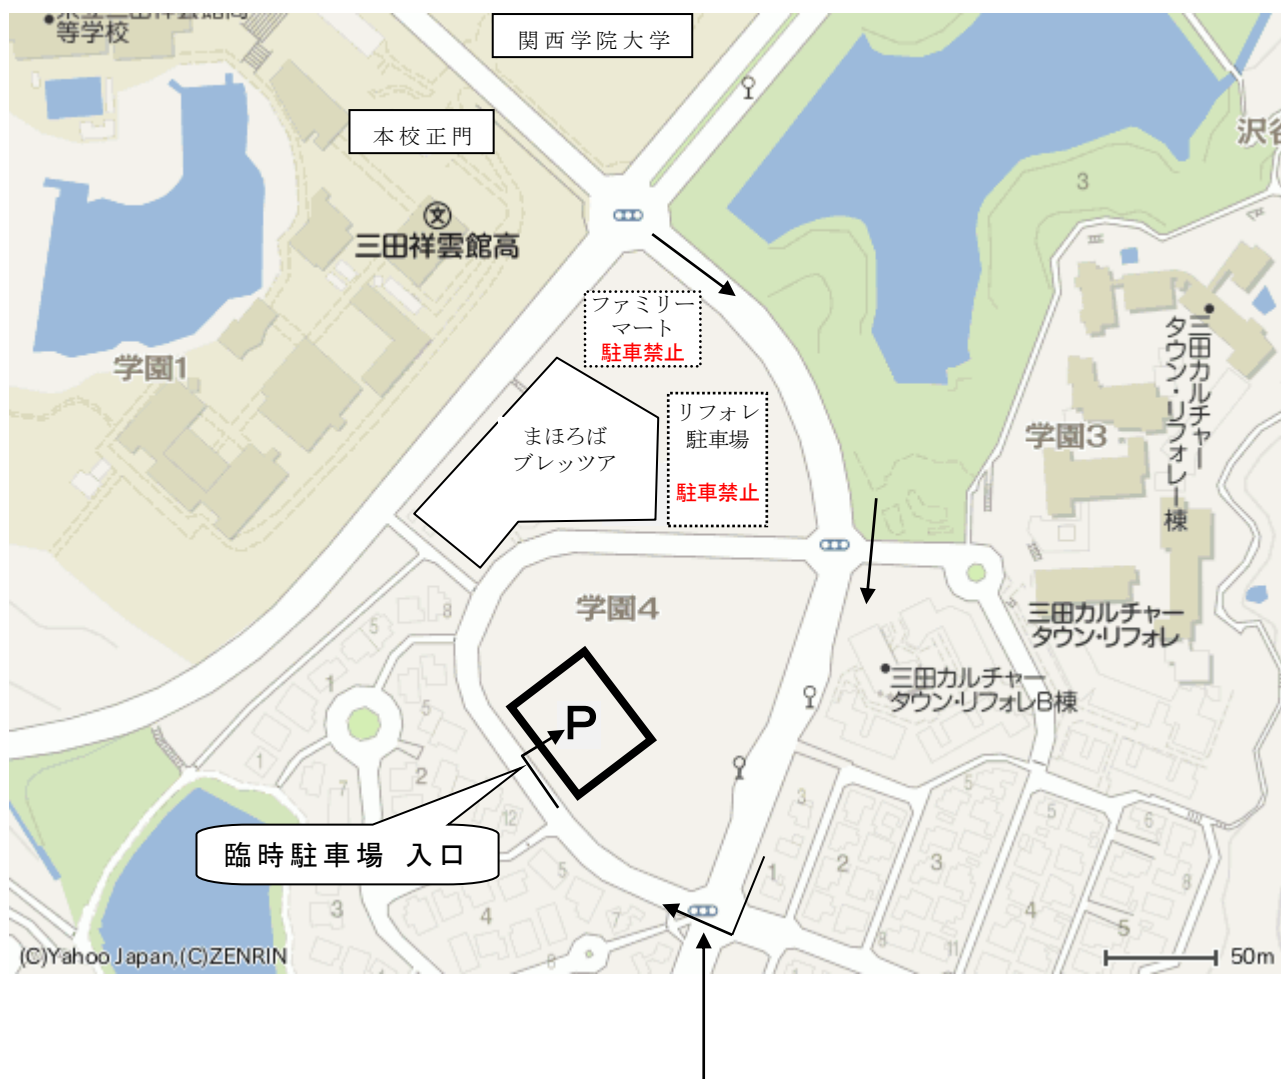 等学校
関西学院大学
本校正門
三田祥雲館高
沢谷
3
ファミリー
マート
駐車禁止
学園1
まほろば
ブレッツア
リフォレ
駐車場
駐車禁止
三田カルチャー
タウン・リフォレー棟
学園3
学園4
三田カルチャー
タウン・リフォレ
三田カルチャー
タウン・リフォレB棟
8
5
1
5
P
1
2
7
12
臨時駐車場 入口
3
5
4
7
8
3
1
2
5
3
5
6
8
4
5
8
11
(C)Yahoo Japan,(C)ZENRIN
50m